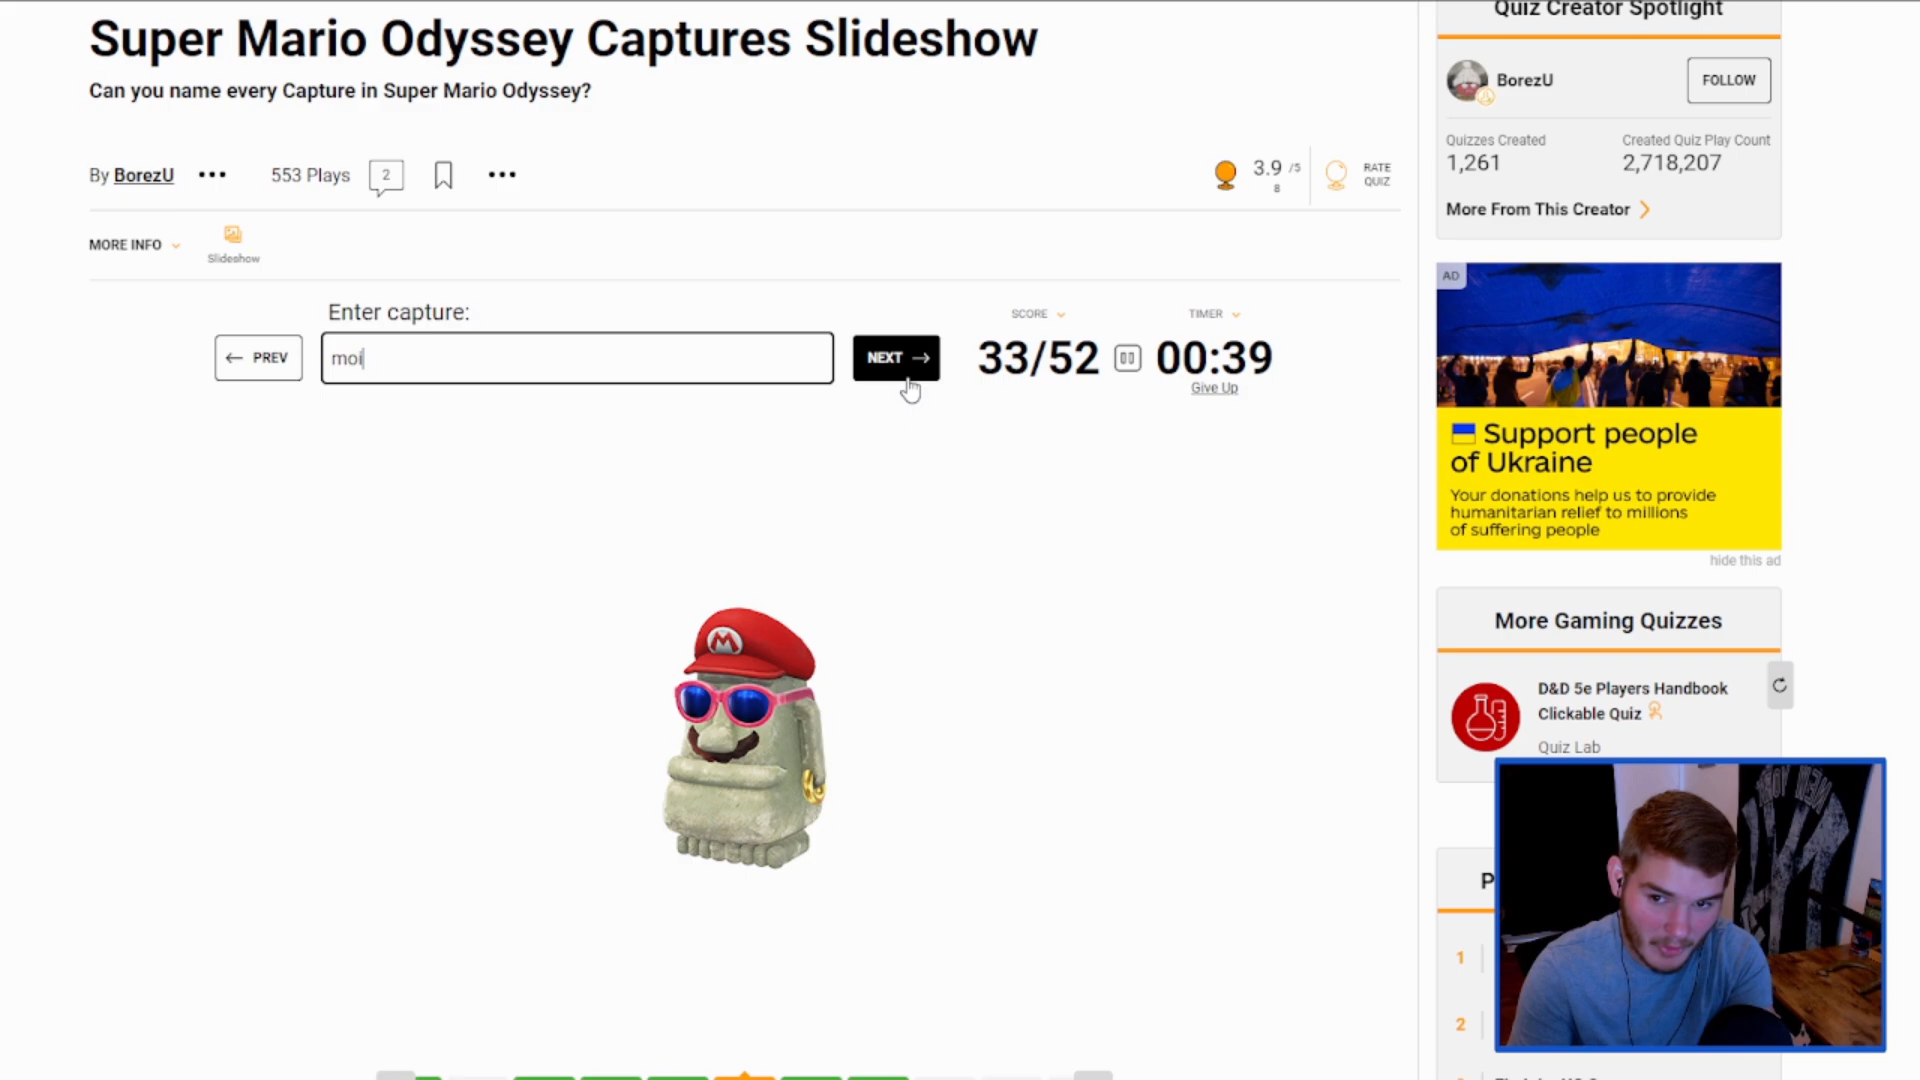 Super Mario Odyssey Captures Slideshow
Can you name every Capture in Super Mario Odyssey?
By BorezU
553 Plays
2
3.9 /5
8
RATE QUIZ
MORE INFO
Slideshow
Enter capture:
PREV
moi
NEXT
SCORE
33/52
TIMER
00:39
Give Up
M
Quiz Creator Spotlight
BorezU
FOLLOW
Quizzes Created
1,261
Created Quiz Play Count
2,718,207
More From This Creator
AD
Support people
of Ukraine
Your donations help us to provide
humanitarian relief to millions
of suffering people
hide this ad
More Gaming Quizzes
D&D 5e Players Handbook
Clickable Quiz
Quiz Lab
NEW YORK
P
1
2